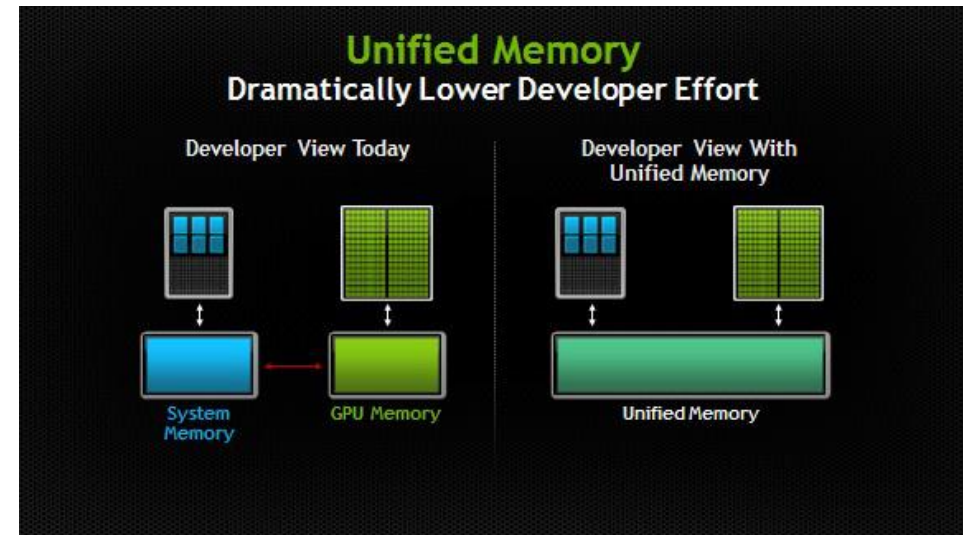 Unified Memory
Dramatically Lower Developer Effort
Developer View Today
Developer View With
Unified Memory
System
Memory
GPU Memory
Unified Memory